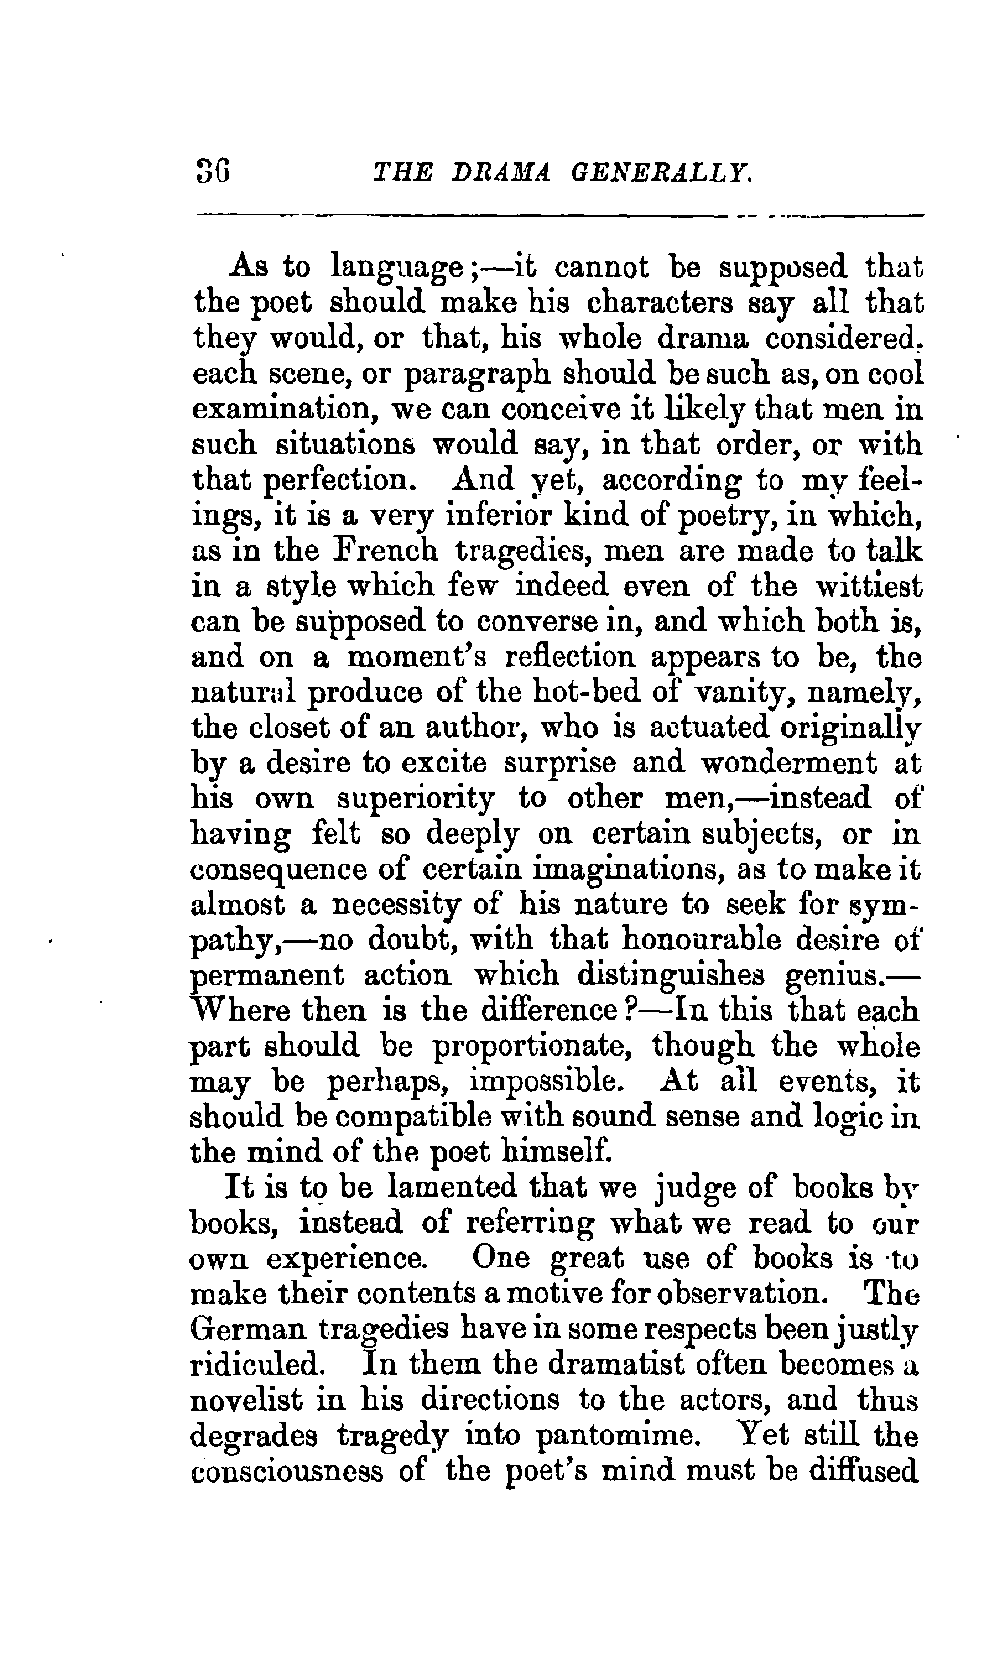 36 THE DRAMA GENERALLY.
As to language;—it cannot be supposed that
the poet should make his characters say all that
they would, or that, his whole drama considered,
each scene, or paragraph should be such as, on cool
examination, we can conceive it likely that men in
such situations would say, in that order, or with
that perfection. And yet, according to my feel-
ings, it is a very inferior kind of poetry, in which,
as in the French tragedies, men are made to talk
in a style which few indeed even of the wittiest
can be supposed to converse in, and which both is,
and on a moment's reflection appears to be, the
natural produce of the hot-bed of vanity, namely,
the closet of an author, who is actuated originally
by a desire to excite surprise and wonderment at
his own superiority to other men,—instead of
having felt so deeply on certain subjects, or in
consequence of certain imaginations, as to make it
almost a necessity of his nature to seek for sym-
pathy,—no doubt, with that honourable desire of
permanent action which distinguishes genius.—
Where then is the difference?—In this that each
part should be proportionate, though the whole
may be perhaps, impossible. At all events, it
should be compatible with sound sense and logic in
the mind of the poet himself.
It is to be lamented that we judge of books by
books, instead of referring what we read to our
own experience. One great use of books is to
make their contents a motive for observation. The
German tragedies have in some respects been justly
ridiculed. In them the dramatist often becomes a
novelist in his directions to the actors, and thus
degrades tragedy into pantomime. Yet still the
consciousness of the poet's mind must be diffused